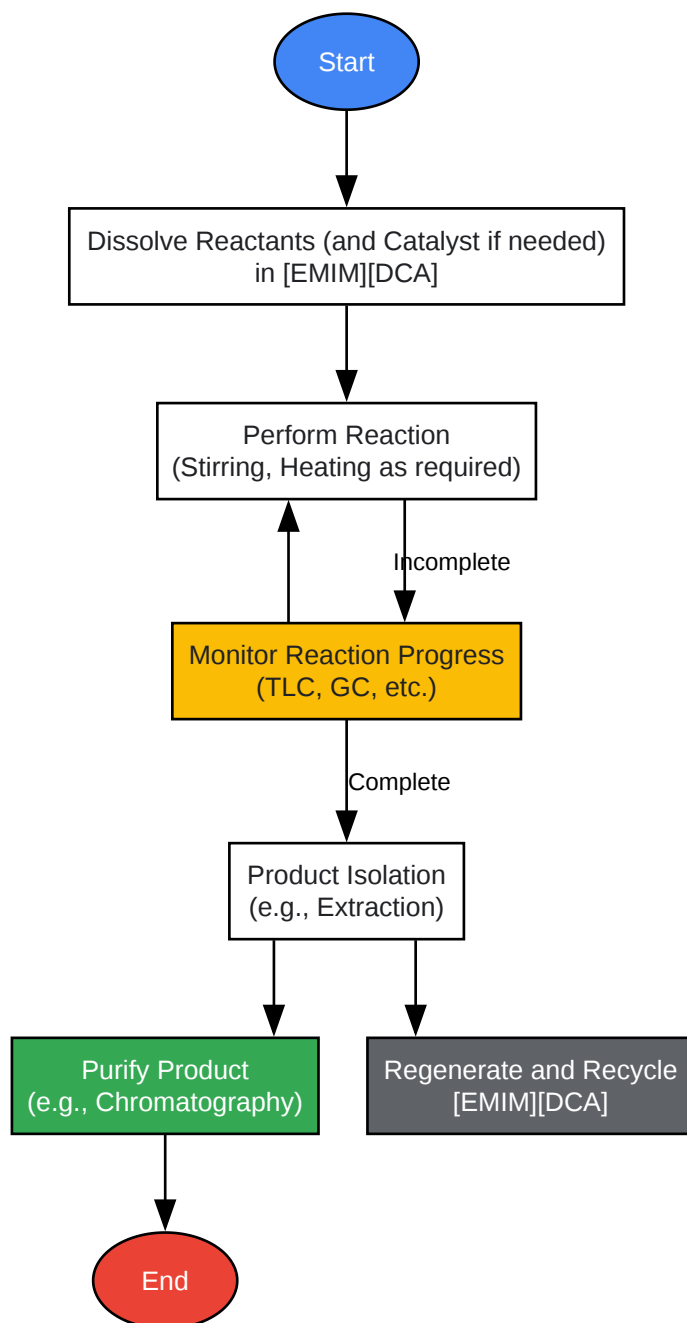 Start
Dissolve Reactants (and Catalyst if needed)
in [EMIM][DCA]
Perform Reaction
(Stirring, Heating as required)
Incomplete
Monitor Reaction Progress
(TLC, GC, etc.)
Complete
Product Isolation
(e.g., Extraction)
Purify Product
(e.g., Chromatography)
Regenerate and Recycle
[EMIM][DCA]
End